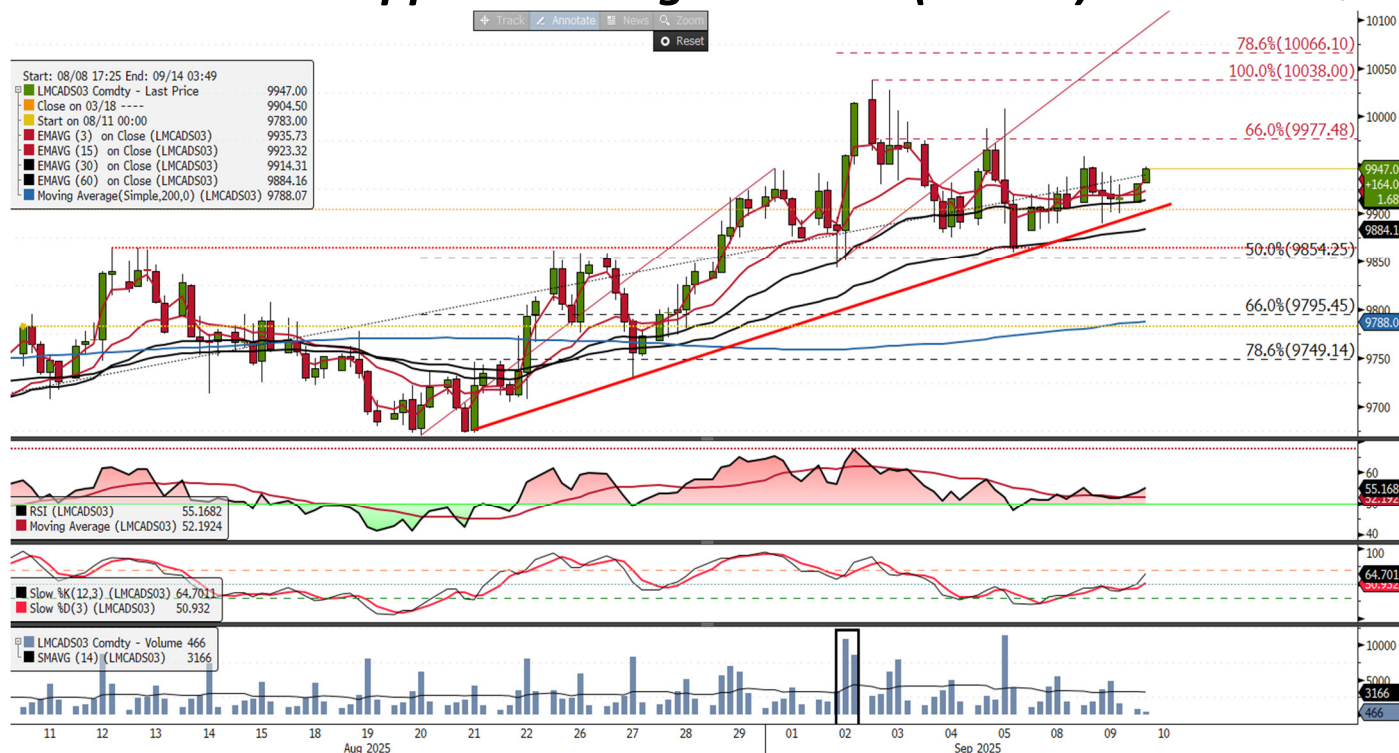 Track Annotate News Zoom
Reset
Start: 08/08 17:25 End: 09/14 03:49
LMCADS03 Comdty - Last Price 9947.00
Close on 03/18 ---- 9904.50
Start on 08/11 00:00 9783.00
EMAVG (3) on Close (LMCADS03) 9935.73
EMAVG (15) on Close (LMCADS03) 9923.32
EMAVG (30) on Close (LMCADS03) 9914.31
EMAVG (60) on Close (LMCADS03) 9884.16
Moving Average(Simple,200,0) (LMCADS03) 9788.07
78.6%(10066.10)
100.0%(10038.00)
66.0%(9977.48)
50.0%(9854.25)
66.0%(9795.45)
78.6%(9749.14)
10100
10050
10000
9947.0
+164.0
1.68
9900
9884.1
9850
9800
9788.0
9750
9700
RSI (LMCADS03) 55.1682
Moving Average (LMCADS03) 52.1924
60
55.168
52.192
40
Slow %K(12,3) (LMCADS03) 64.7011
Slow %D(3) (LMCADS03) 50.932
100
64.701
50.932
LMCADS03 Comdty - Volume 466
SMAVG (14) (LMCADS03) 3166
10000
5000
3166
466
11 12 13 14 15 18 19 20 21 22 26 27 28 29 01 02 03 04 05 08 09 10
Aug 2025 Sep 2025